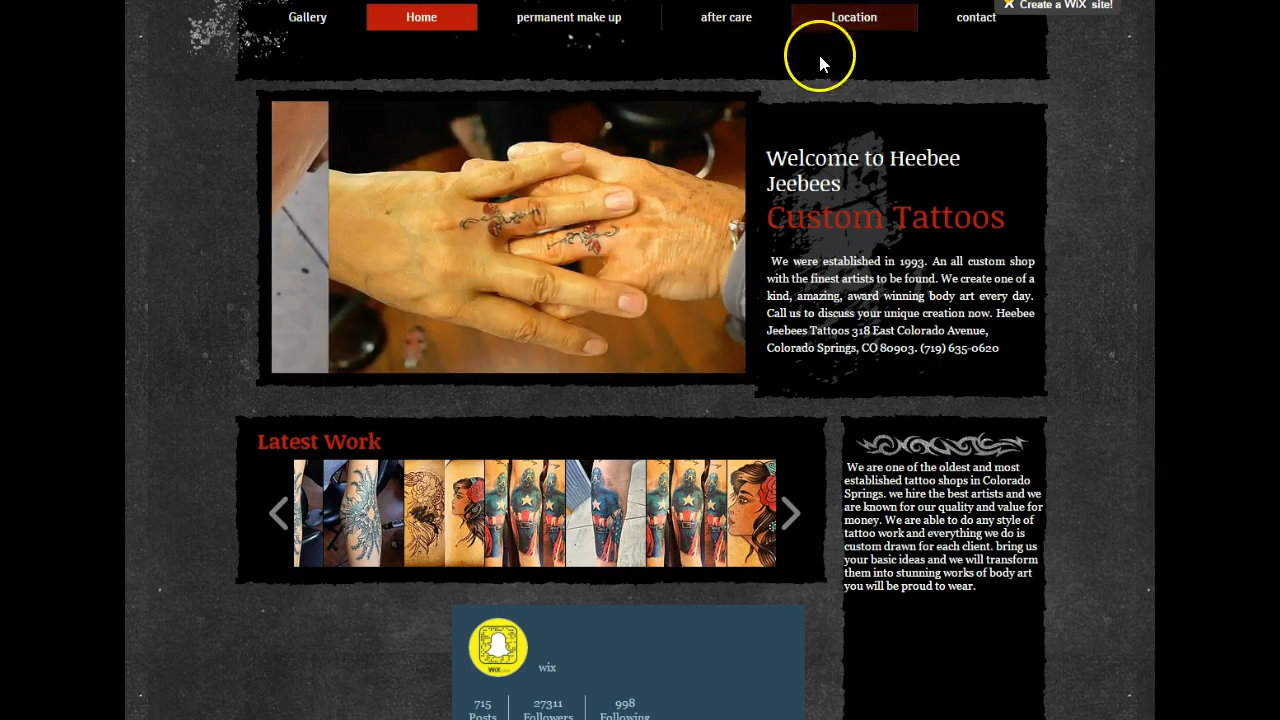 Create a WiX site!
Gallery
Home
permanent make up
after care
Location
contact
Welcome to Heebee
Jeebees
Custom Tattoos
We were established in 1993. An all custom shop
with the finest artists to be found. We create one of a
kind, amazing, award winning body art every day.
Call us to discuss your unique creation now. Heebee
Jeebees Tattoos 318 East Colorado Avenue,
Colorado Springs, CO 80903. (719) 635-0620
Latest Work
We are one of the oldest and most
established tattoo shops in Colorado
Springs. we hire the best artists and we
are known for our quality and value for
money. We are able to do any style of
tattoo work and everything we do is
custom drawn for each client. bring us
your basic ideas and we will transform
them into stunning works of body art
you will be proud to wear.
WiX
wix
715
27311
998
Posts
Followers
Following